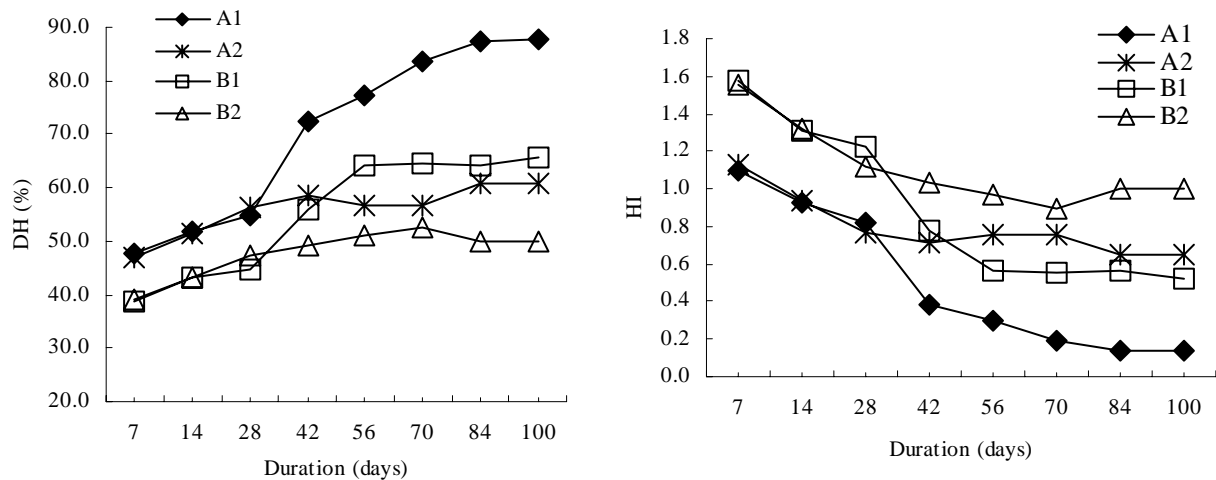 90.0
80.0
70.0
60.0
50.0
40.0
30.0
20.0
DH (%)
A1
A2
B1
B2
7 14 28 42 56 70 84 100
Duration (days)
1.8
1.6
1.4
1.2
1.0
0.8
0.6
0.4
0.2
0.0
HI
A1
A2
B1
B2
7 14 28 42 56 70 84 100
Duration (days)